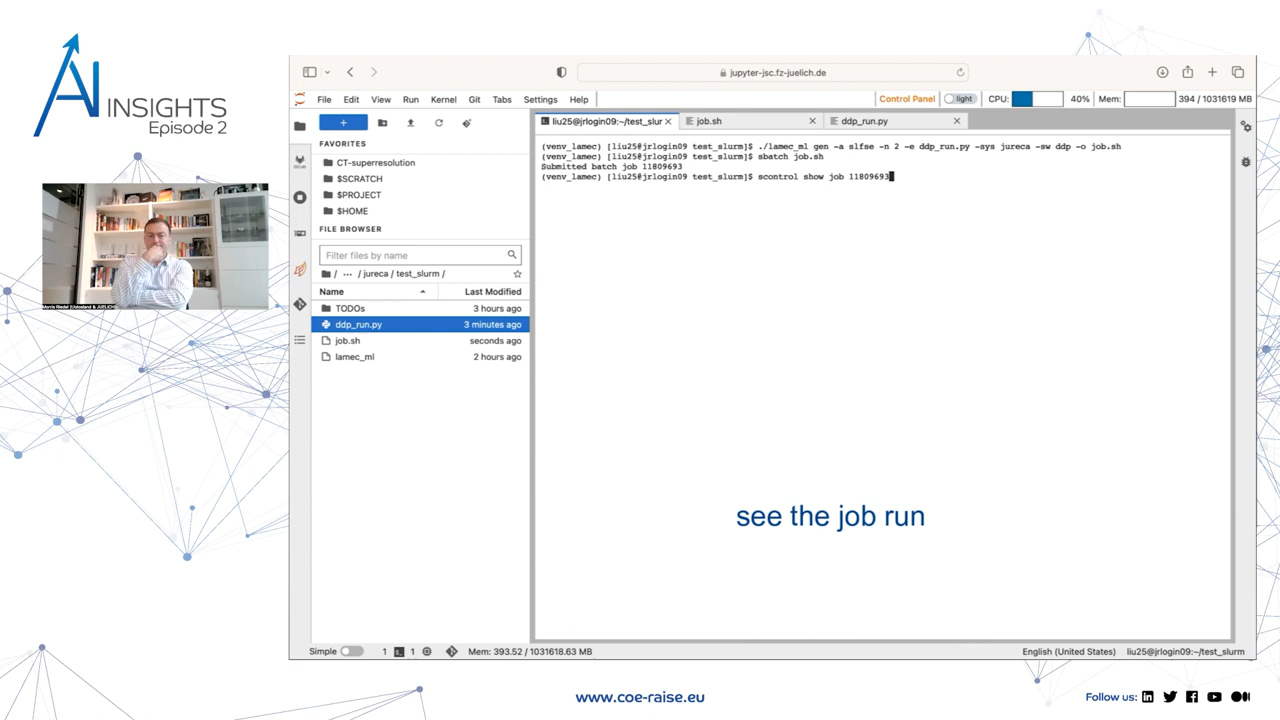 AI INSIGHTS
Episode 2
jupyter-jsc.fz-juelich.de
File Edit View Run Kernel Git Tabs Settings Help
Control Panel light CPU: 40% Mem: 394 / 1031619 MB
liu25@jrlogin09:~/test_slur
job.sh
ddp_run.py
FAVORITES
CT-superresolution
$SCRATCH
$PROJECT
$HOME
FILE BROWSER
Filter files by name
/ ... / jureca / test_slurm /
Name Last Modified
TODOs 3 hours ago
ddp_run.py 3 minutes ago
job.sh seconds ago
lamec_ml 2 hours ago
(venv_lamec) [liu25@jrlogin09 test_slurm]$ ./lamec_ml gen -a slfse -n 2 -e ddp_run.py -sys jureca -sw ddp -o job.sh
(venv_lamec) [liu25@jrlogin09 test_slurm]$ sbatch job.sh
Submitted batch job 11809693
(venv_lamec) [liu25@jrlogin09 test_slurm]$ scontrol show job 11809693
see the job run
Simple 1 1 Mem: 393.52 / 1031618.63 MB
English (United States) liu25@jrlogin09:~/test_slurm
www.coe-raise.eu
Follow us: